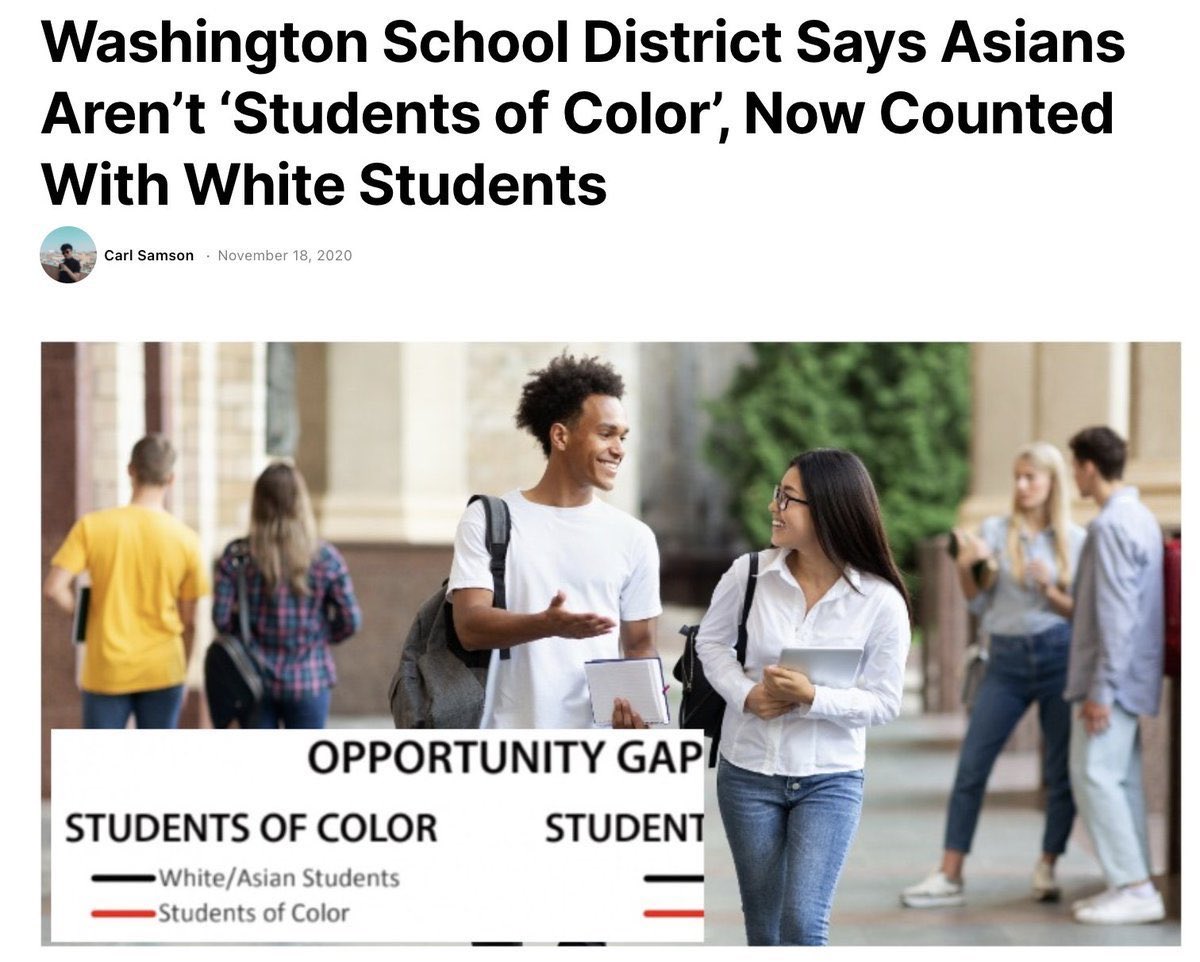 Washington School District Says Asians
Aren’t ‘Students of Color’, Now Counted
With White Students
Carl Samson · November 18, 2020
OPPORTUNITY GAP
STUDENTS OF COLOR STUDENT
White/Asian Students
Students of Color